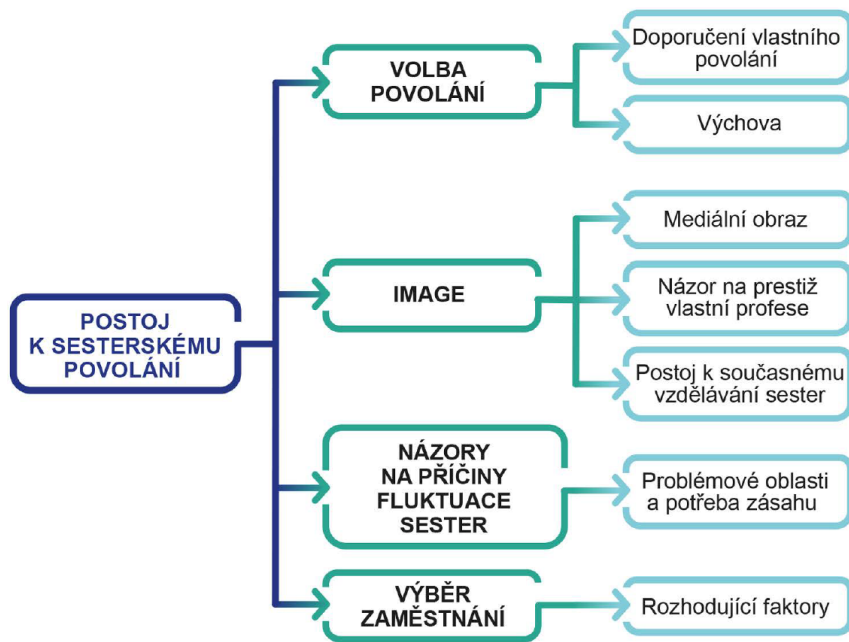 POSTOJ
K SESTERSKÉMU
POVOLÁNÍ
VOLBA
POVOLÁNÍ
Doporučení vlastního
povolání
Výchova
IMAGE
Mediální obraz
Názor na prestiž
vlastní profese
Postoj k současnému
vzdělávání sester
NÁZORY
NA PŘÍČINY
FLUKTUACE
SESTER
Problémové oblasti
a potřeba zásahu
VÝBĚR
ZAMĚSTNÁNÍ
Rozhodující faktory